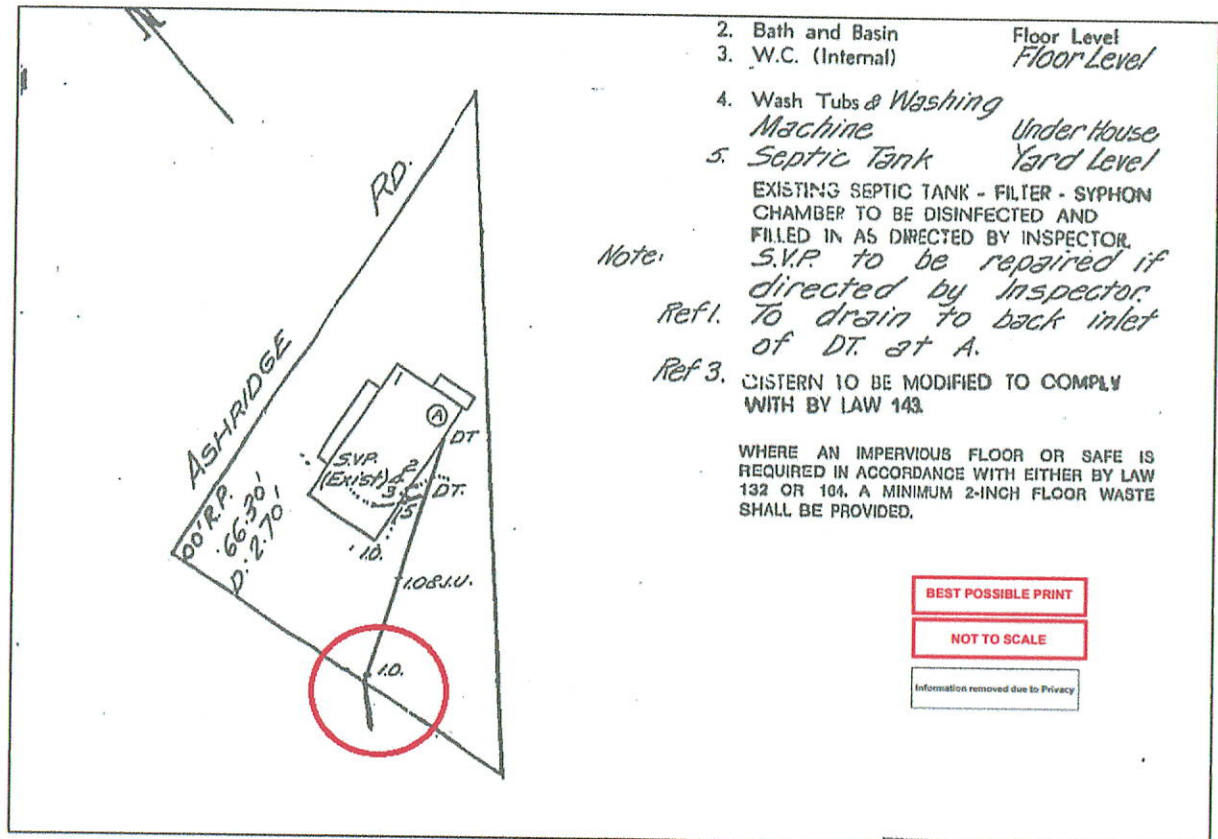 2. Bath and Basin Floor Level
3. W.C. (Internal) Floor Level
4. Wash Tubs & Washing
Machine Under House
5. Septic Tank Yard Level
EXISTING SEPTIC TANK - FILTER - SYPHON
CHAMBER TO BE DISINFECTED AND
FILLED IN AS DIRECTED BY INSPECTOR.
Note: S.V.P. to be repaired if
directed by Inspector.
Ref 1. To drain to back inlet
of DT. at A.
Ref 3. CISTERN TO BE MODIFIED TO COMPLY
WITH BY LAW 143.
WHERE AN IMPERVIOUS FLOOR OR SAFE IS
REQUIRED IN ACCORDANCE WITH EITHER BY LAW
132 OR 104. A MINIMUM 2-INCH FLOOR WASTE
SHALL BE PROVIDED.
BEST POSSIBLE PRINT
NOT TO SCALE
Information removed due to Privacy
ASHRIDGE RD.
1
A
DT
S.V.P.
(Exist)
2
4
3
5
DT.
I.O.
00' R.P.
66.30'
D: 2.70'
I.O.&J.U.
I.O.